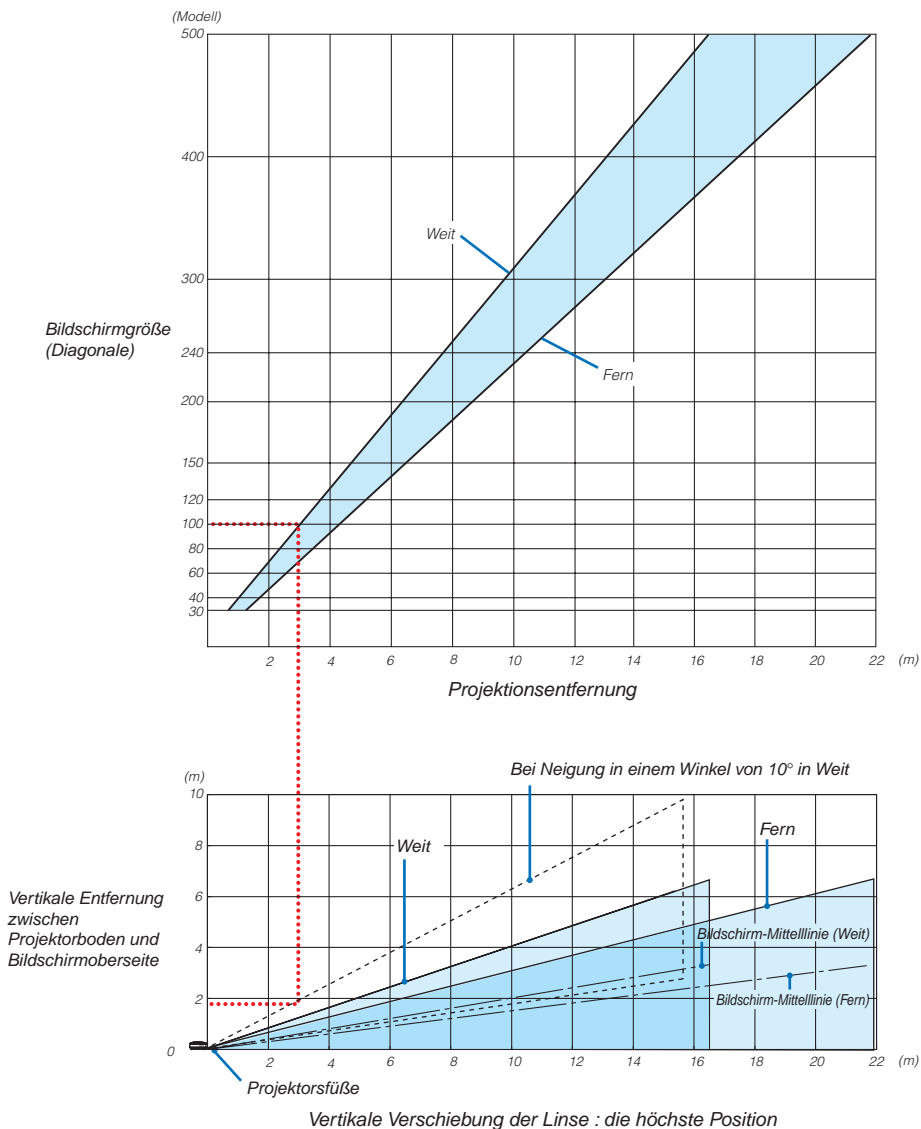 (Modell)
500
400
Weit
300
Bildschirmgröße
(Diagonale)
240
Fern
200
150
120
100
80
60
40
30
2 4 6 8 10 12 14 16 18 20 22 (m)
Projektionsentfernung
Bei Neigung in einem Winkel von 10° in Weit
(m)
10
Weit
Fern
8
Vertikale Entfernung
zwischen
Projektorboden und
Bildschirmoberseite
6
Bildschirm-Mittelllinie (Weit)
4
Bildschirm-Mittelllinie (Fern)
2
0
2 4 6 8 10 12 14 16 18 20 22 (m)
Projektorsfüße
Vertikale Verschiebung der Linse : die höchste Position